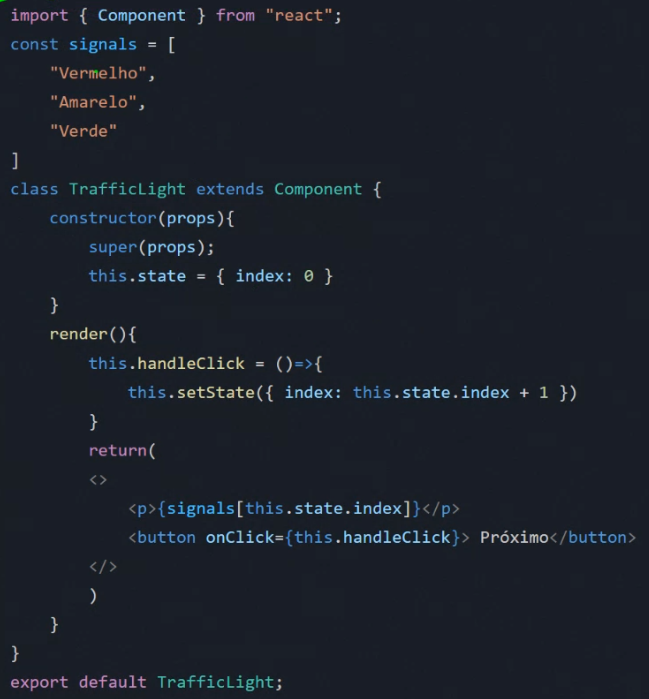 import { Component } from "react";
const signals = [
    "Vermelho",
    "Amarelo",
    "Verde"
]
class TrafficLight extends Component {
    constructor(props){
        super(props);
        this.state = { index: 0 }
    }
    render(){
        this.handleClick = ()=>{
            this.setState({ index: this.state.index + 1 })
        }
        return(
        <>
            <p>{signals[this.state.index]}</p>
            <button onClick={this.handleClick}> Próximo</button>
        </>
        )
    }
}
export default TrafficLight;